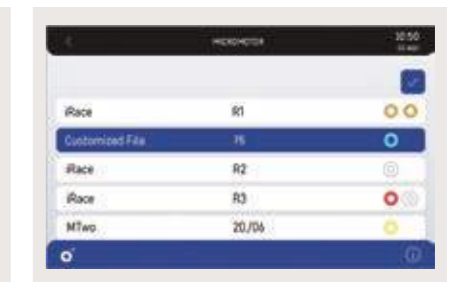 MICROMOTOR
10:50
iRace R1
Customized File
iRace R2
iRace R3
MTwo 20./06